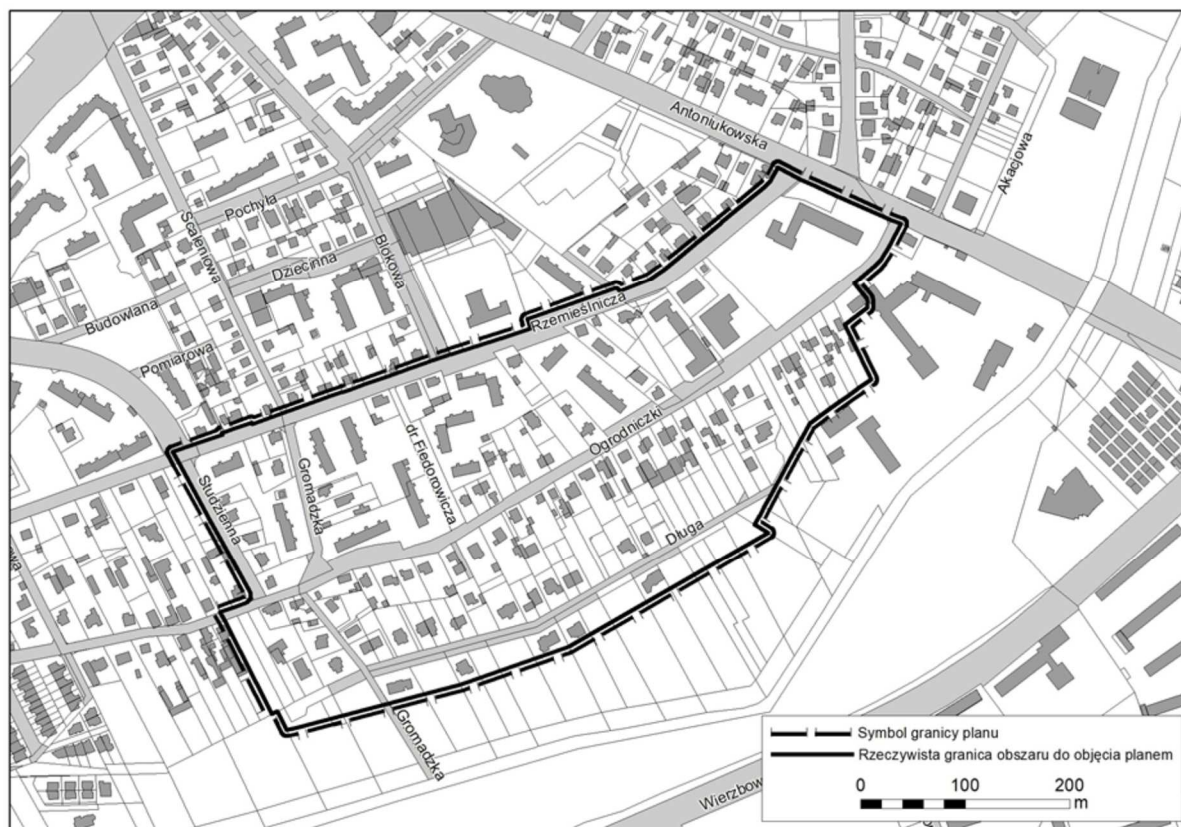 Antoniukowska
Akacjowa
Pochyła
Scaleniowa
Dziecinna
Blokowa
Budowlana
Pomiarowa
Rzemieślnicza
Ogrodniczki
dr Fiedorowicza
Gromadzka
Studzienna
Długa
Gromadzka
Symbol granicy planu
Rzeczywista granica obszaru do objęcia planem
0 100 200
m